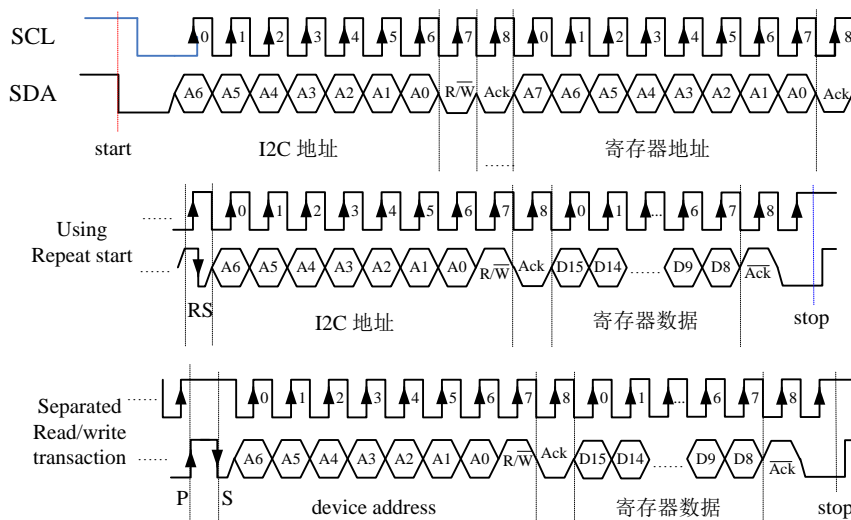 SCL 0 1 2 3 4 5 6 7 8 0 1 2 3 4 5 6 7 8
SDA A6 A5 A4 A3 A2 A1 A0 R/W Ack A7 A6 A5 A4 A3 A2 A1 A0 Ack
start I2C 地址 ...... 寄存器地址
...... 0 1 2 3 4 5 6 7 8 0 1 ... 6 7 8
Using
Repeat start
...... A6 A5 A4 A3 A2 A1 A0 R/W Ack D15 D14 ...... D9 D8 Ack
RS I2C 地址 寄存器数据 stop
...... 0 1 2 3 4 5 6 7 8 0 1 ... 6 7 8
Separated
Read/write
transaction
...... A6 A5 A4 A3 A2 A1 A0 R/W Ack D15 D14 ...... D9 D8 Ack
P S device address 寄存器数据 stop